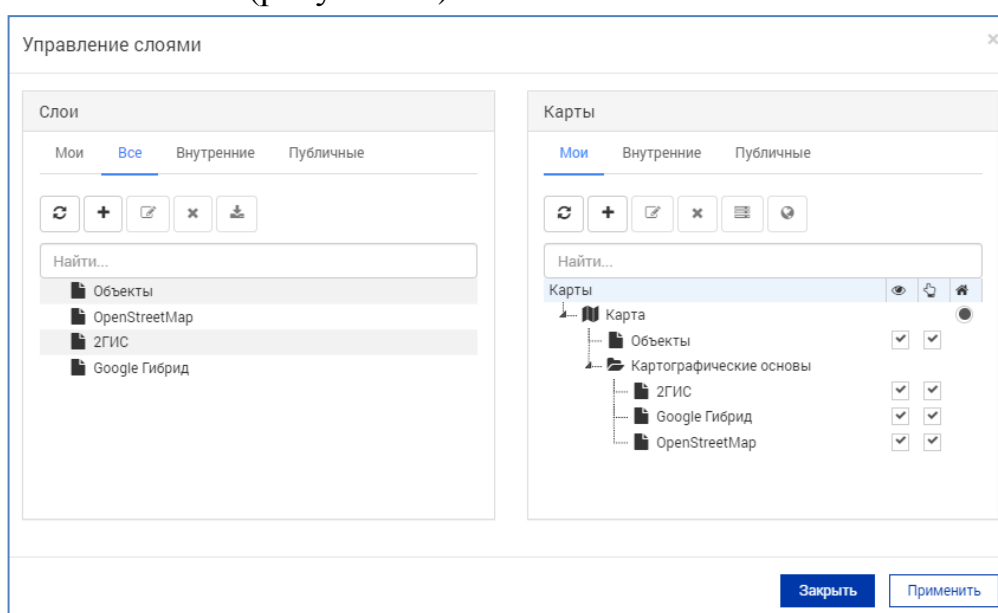 Управление слоями
Слои
Мои Все Внутренние Публичные
Найти...
Объекты
OpenStreetMap
2ГИС
Google Гибрид
Карты
Мои Внутренние Публичные
Найти...
Карты
Карта
Объекты
Картографические основы
2ГИС
Google Гибрид
OpenStreetMap
Закрыть Применить